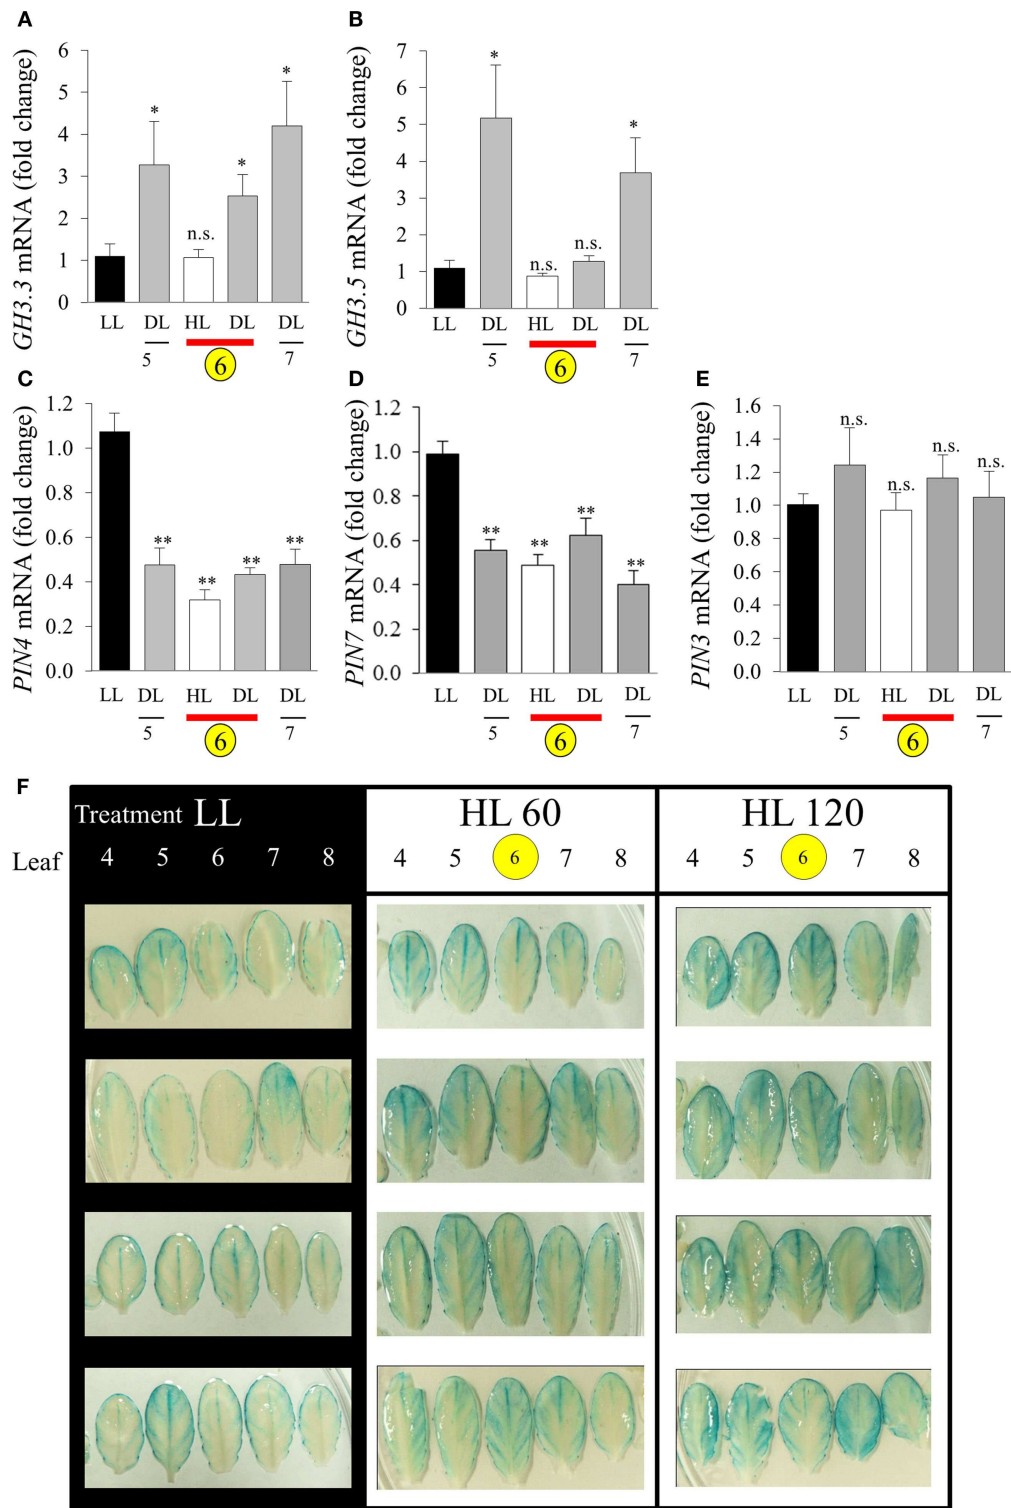 A
GH3.3 mRNA (fold change)
6
5
4
3
2
1
0
*
n.s.
*
*
LL DL HL DL DL
5 6 7
B
GH3.5 mRNA (fold change)
7
6
5
4
3
2
1
0
*
n.s.
n.s.
*
LL DL HL DL DL
5 6 7
C
PIN4 mRNA (fold change)
1.2
1.0
0.8
0.6
0.4
0.2
0.0
**
**
**
**
LL DL HL DL DL
5 6 7
D
PIN7 mRNA (fold change)
1.2
1.0
0.8
0.6
0.4
0.2
0.0
**
**
**
**
LL DL HL DL DL
5 6 7
E
PIN3 mRNA (fold change)
1.6
1.4
1.2
1.0
0.8
0.6
0.4
0.2
0.0
n.s.
n.s.
n.s.
n.s.
LL DL HL DL DL
5 6 7
F
Treatment LL HL 60 HL 120
Leaf 4 5 6 7 8 4 5 6 7 8 4 5 6 7 8